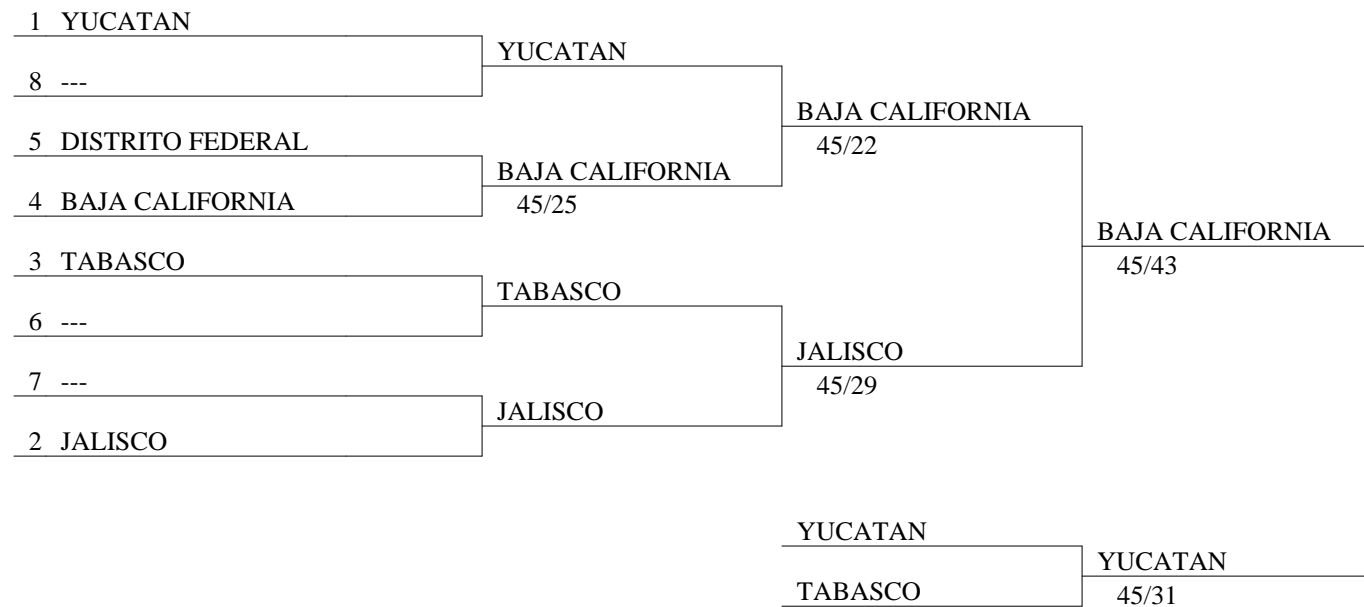 1 YUCATAN
YUCATAN
8 ---
BAJA CALIFORNIA
5 DISTRITO FEDERAL
45/22
BAJA CALIFORNIA
4 BAJA CALIFORNIA
45/25
BAJA CALIFORNIA
3 TABASCO
45/43
TABASCO
6 ---
JALISCO
7 ---
45/29
JALISCO
2 JALISCO
YUCATAN
YUCATAN
TABASCO
45/31